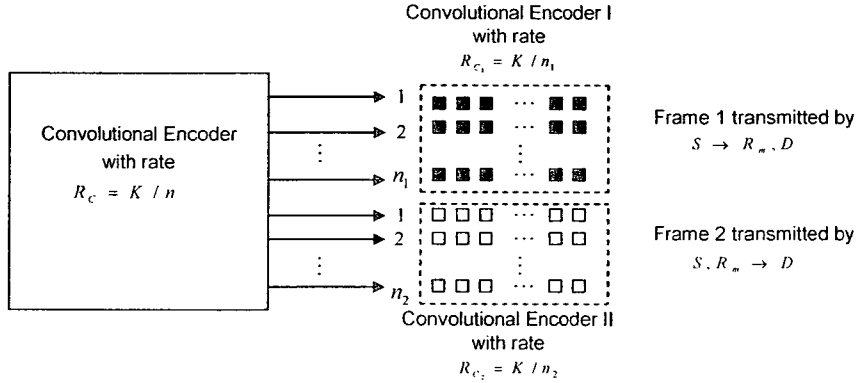 Convolutional Encoder I
with rate
R_{C_1} = K / n_1
Convolutional Encoder
with rate
R_C = K / n
1
2
⋮
n_1
...
⋮
...
Frame 1 transmitted by
S → R_m , D
1
2
⋮
n_2
...
⋮
...
Frame 2 transmitted by
S , R_m → D
Convolutional Encoder II
with rate
R_{C_2} = K / n_2